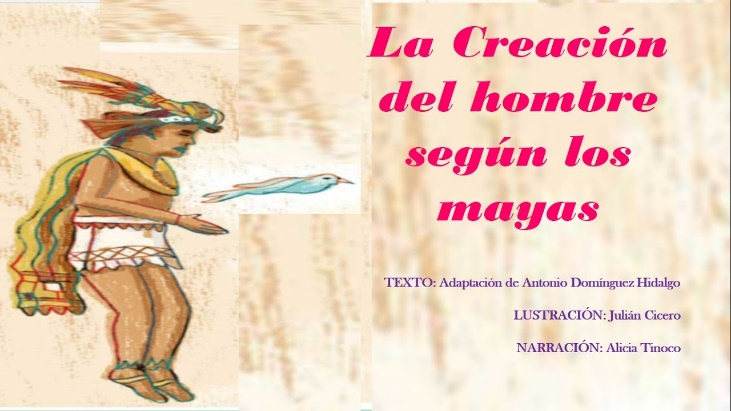 La Creación
del hombre
según los
mayas
TEXTO: Adaptación de Antonio Domínguez Hidalgo
LUSTRACIÓN: Julián Cicero
NARRACIÓN: Alicia Tinoco